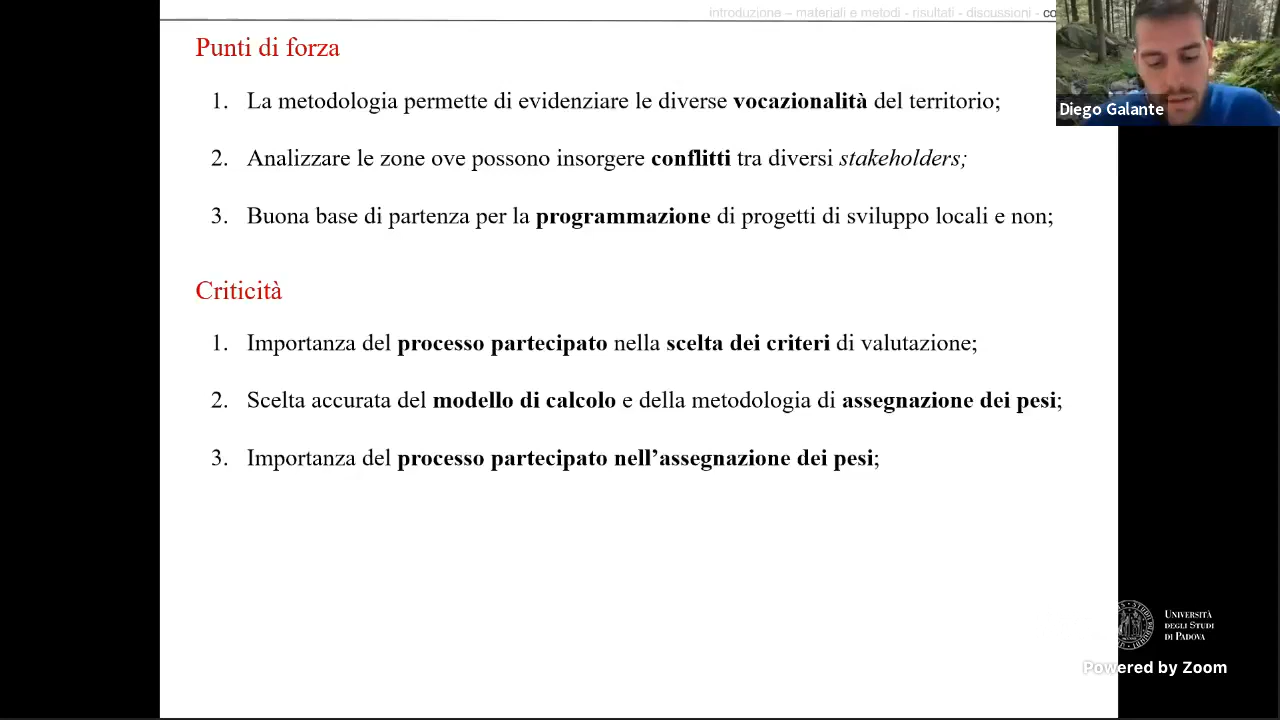 introduzione – materiali e metodi - risultati - discussioni - co
Punti di forza
1. La metodologia permette di evidenziare le diverse vocazionalità del territorio;
2. Analizzare le zone ove possono insorgere conflitti tra diversi stakeholders;
3. Buona base di partenza per la programmazione di progetti di sviluppo locali e non;
Criticità
1. Importanza del processo partecipato nella scelta dei criteri di valutazione;
2. Scelta accurata del modello di calcolo e della metodologia di assegnazione dei pesi;
3. Importanza del processo partecipato nell’assegnazione dei pesi;
Diego Galante
Università
degli Studi
di Padova
Powered by Zoom